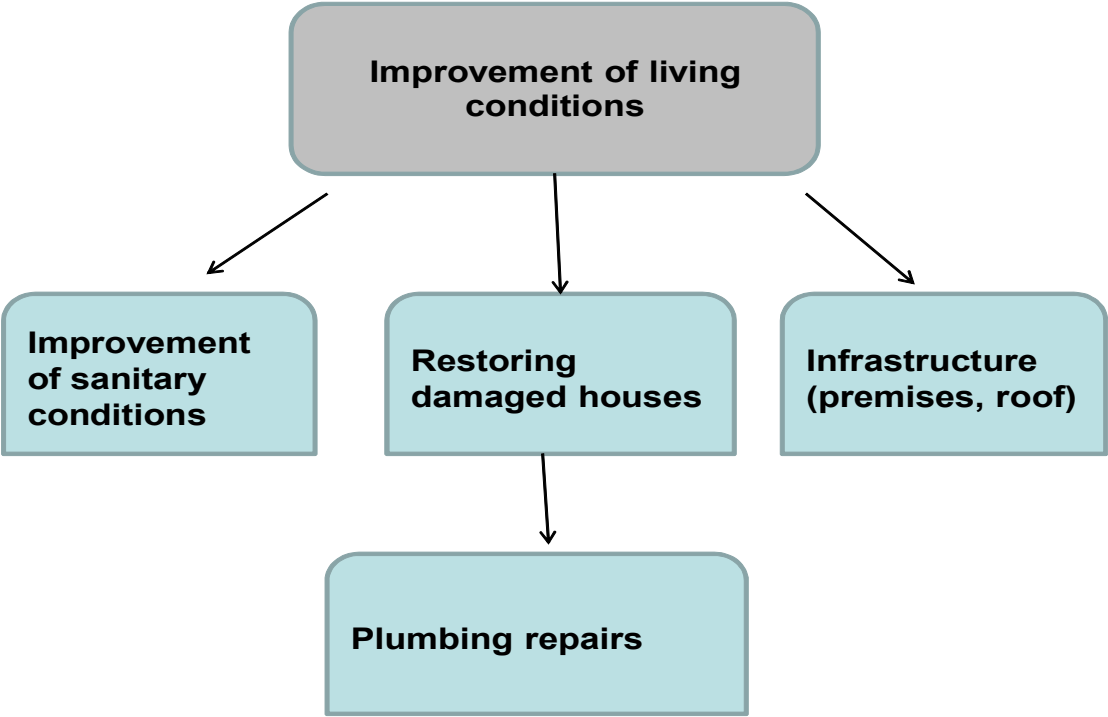 Improvement of living
conditions
Improvement
of sanitary
conditions
Restoring
damaged houses
Infrastructure
(premises, roof)
Plumbing repairs